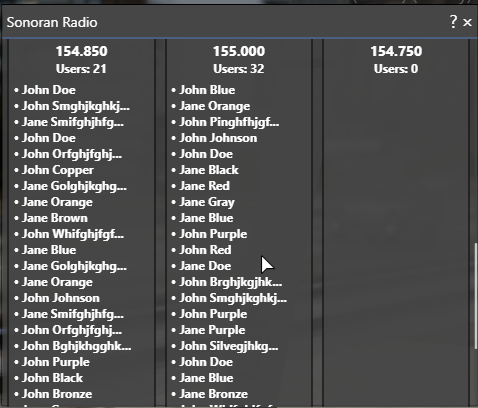 Sonoran Radio ? ×
154.850
Users: 21
• John Doe
• John Smghjkghkj...
• Jane Smifghjhfg...
• John Doe
• John Orfghjfghj...
• John Copper
• Jane Golghjkghg...
• Jane Orange
• Jane Brown
• John Whifghjfgf...
• Jane Blue
• Jane Golghjkghg...
• Jane Orange
• John Johnson
• Jane Smifghjhfg...
• John Orfghjfghj...
• John Bghjkhgghk...
• John Purple
• John Black
• John Bronze
155.000
Users: 32
• John Blue
• Jane Orange
• John Pinghfhjgf...
• John Johnson
• John Doe
• Jane Black
• Jane Red
• Jane Gray
• Jane Blue
• John Purple
• John Red
• Jane Doe
• John Brghjkgjhk...
• John Smghjkghkj...
• John Purple
• Jane Purple
• John Silvegjhkg...
• John Doe
• Jane Blue
• Jane Bronze
154.750
Users: 0